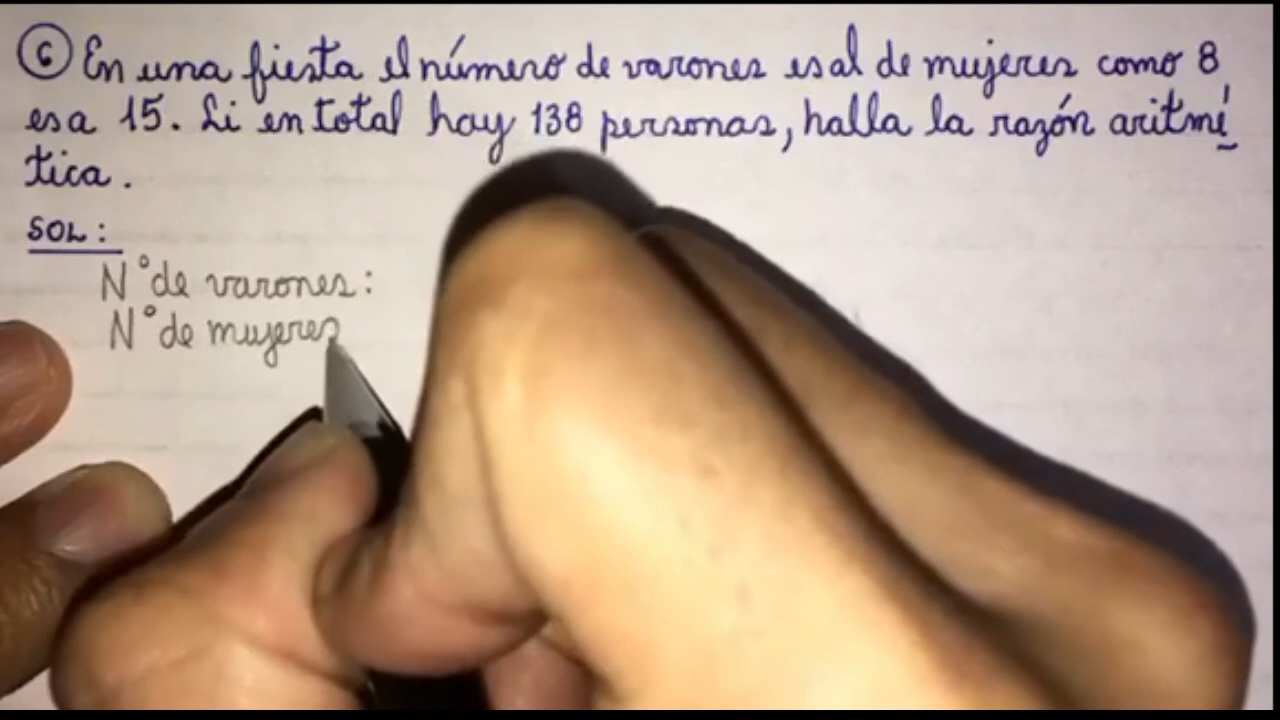 6 En una fiesta el número de varones es al de mujeres como 8
es a 15. Si en total hay 138 personas, halla la razón aritmé
tica.
SOL:
N° de varones:
N° de mujeres